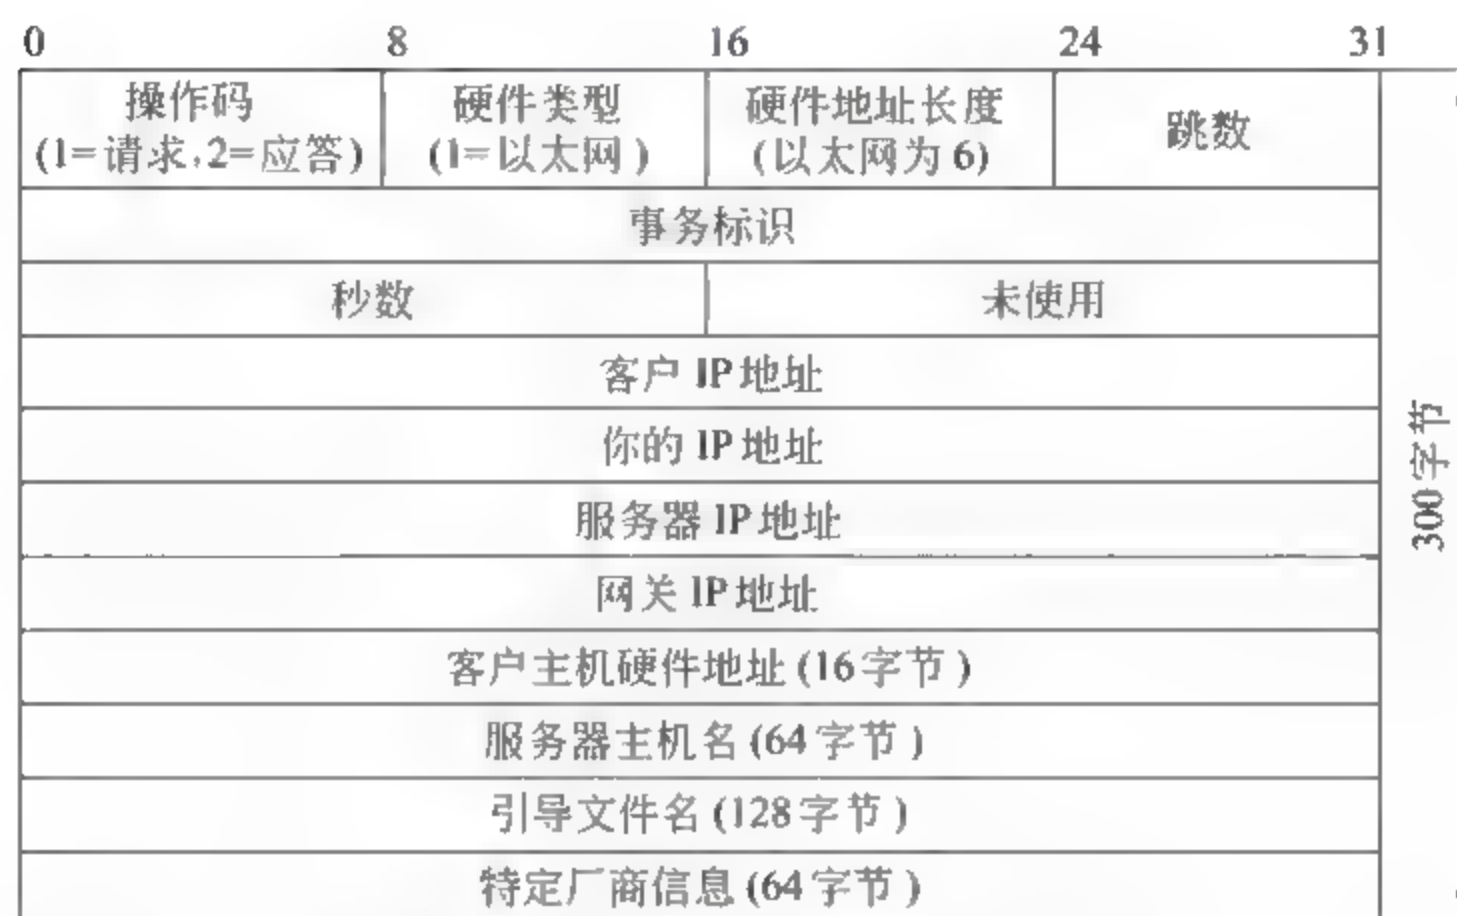 0 8 16 24 31
操作码 硬件类型 硬件地址长度 跳数
(1=请求,2=应答) (1=以太网) (以太网为6)
事务标识
秒数 未使用
客户IP地址
你的IP地址
服务器IP地址
网关IP地址
客户主机硬件地址(16字节)
服务器主机名(64字节)
引导文件名(128字节)
特定厂商信息(64字节)
300字节